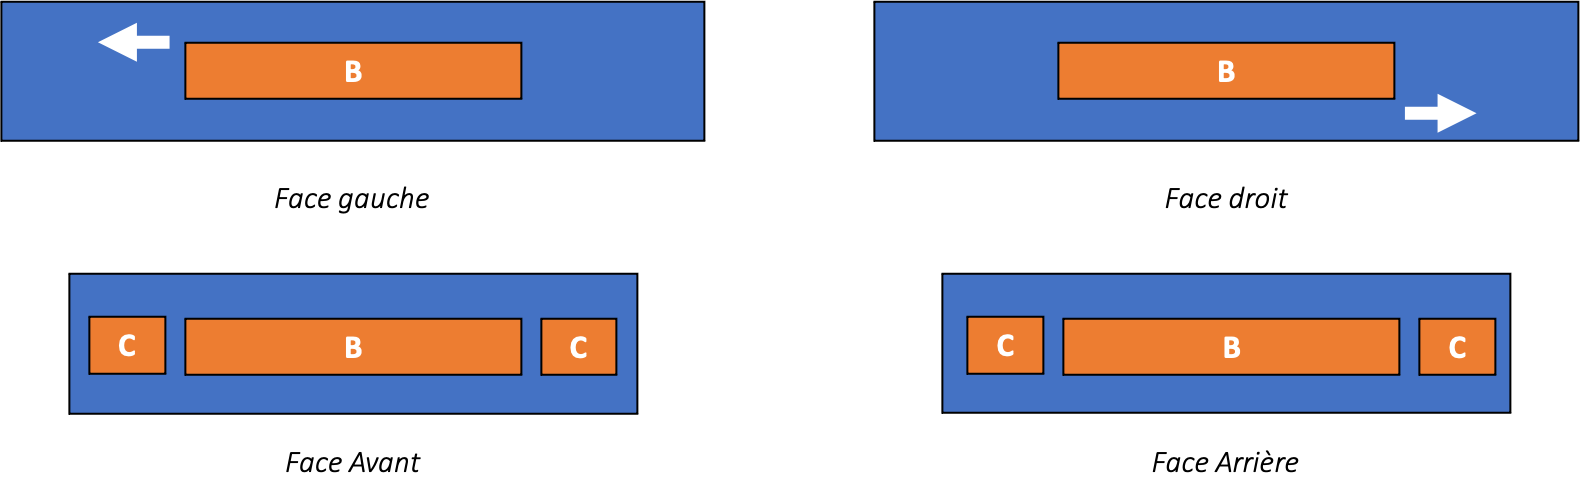 B
B
Face gauche
Face droit
C B C
C B C
Face Avant
Face Arrière